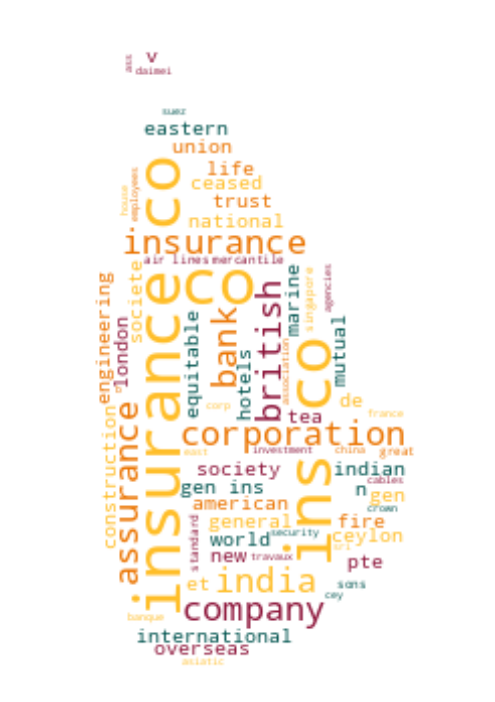 ass
v
daimei
suez
eastern
union
life
ceased
trust
national
house
employees
insurance co
insurance
air lines mercantile
societe
co
engineering
london
equitable
bank
hotels
british
marine
singapore
agencies
association
ins co
mutual
corp
tea
de
france
construction
assurance
corporation
east
investment
china
great
society
indian
cables
gen ins
n
gen
american
crown
general
fire
standard
world
security
ceylon
sri
new
travaux
pte
et
india
sons
cey
company
banque
international
overseas
asiatic